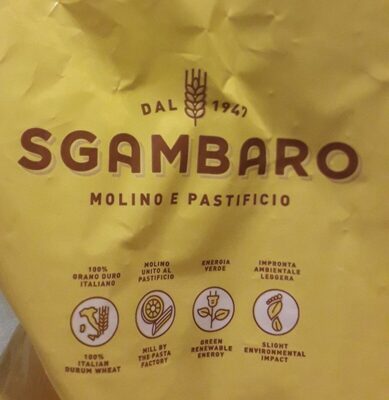 DAL 1947
SGAMBARO
MOLINO E PASTIFICIO
100%
GRANO DURO
ITALIANO
100%
ITALIAN
DURUM WHEAT
MOLINO
UNITO AL
PASTIFICIO
MILL BY
THE PASTA
FACTORY
ENERGIA
VERDE
GREEN
RENEWABLE
ENERGY
IMPRONTA
AMBIENTALE
LEGGERA
SLIGHT
ENVIRONMENTAL
IMPACT